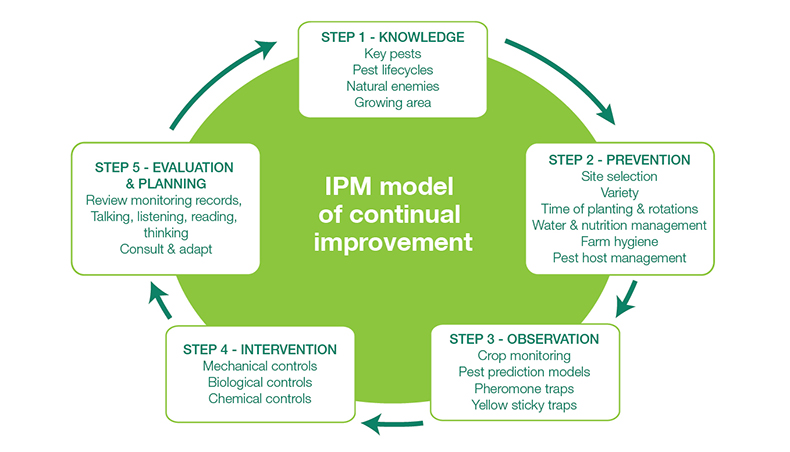 STEP 1 - KNOWLEDGE
Key pests
Pest lifecycles
Natural enemies
Growing area
STEP 2 - PREVENTION
Site selection
Variety
Time of planting & rotations
Water & nutrition management
Farm hygiene
Pest host management
STEP 3 - OBSERVATION
Crop monitoring
Pest prediction models
Pheromone traps
Yellow sticky traps
STEP 4 - INTERVENTION
Mechanical controls
Biological controls
Chemical controls
STEP 5 - EVALUATION
& PLANNING
Review monitoring records,
Talking, listening, reading,
thinking
Consult & adapt
IPM model
of continual
improvement